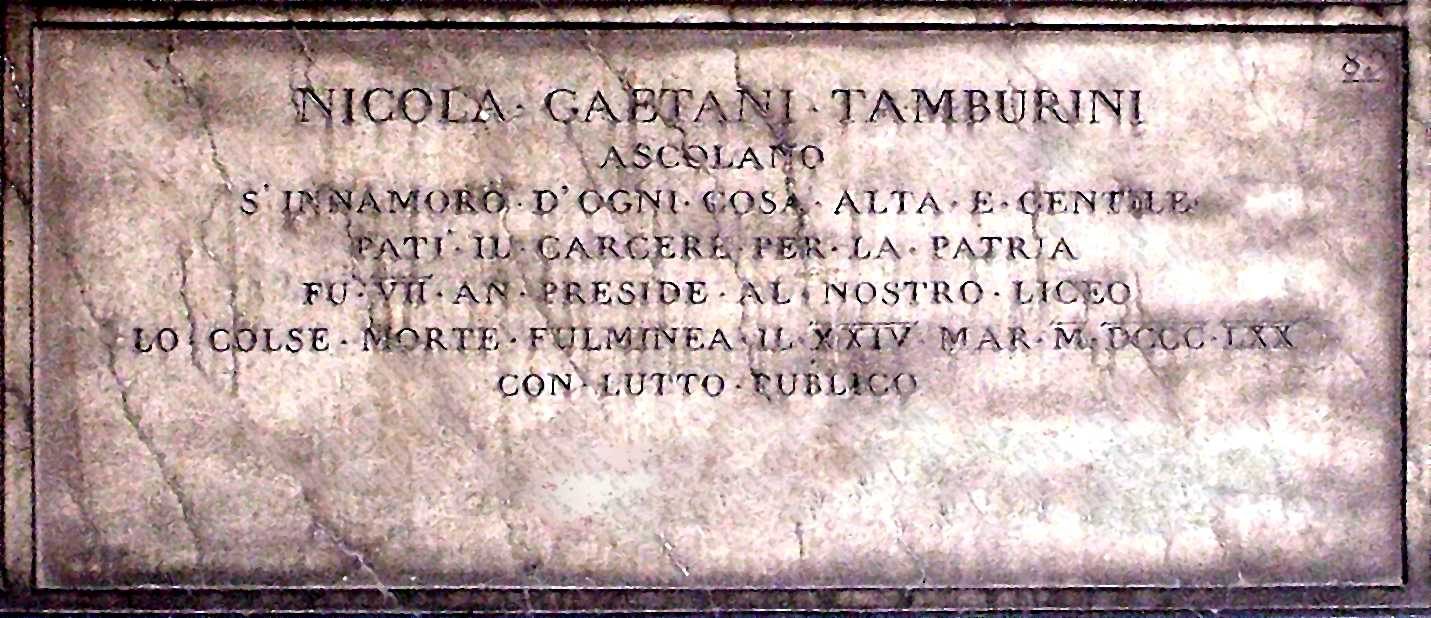 82
NICOLA · GAETANI · TAMBURINI
ASCOLANO
S'INNAMORÒ · D'OGNI · COSA · ALTA · E · GENTILE
PATÌ · IL · CARCERE · PER · LA · PATRIA
FU · VII · AN · PRESIDE · AL · NOSTRO · LICEO
LO · COLSE · MORTE · FULMINEA · IL · XXIV · MAR · M · DCCC · LXX
CON · LUTTO · PUBLICO